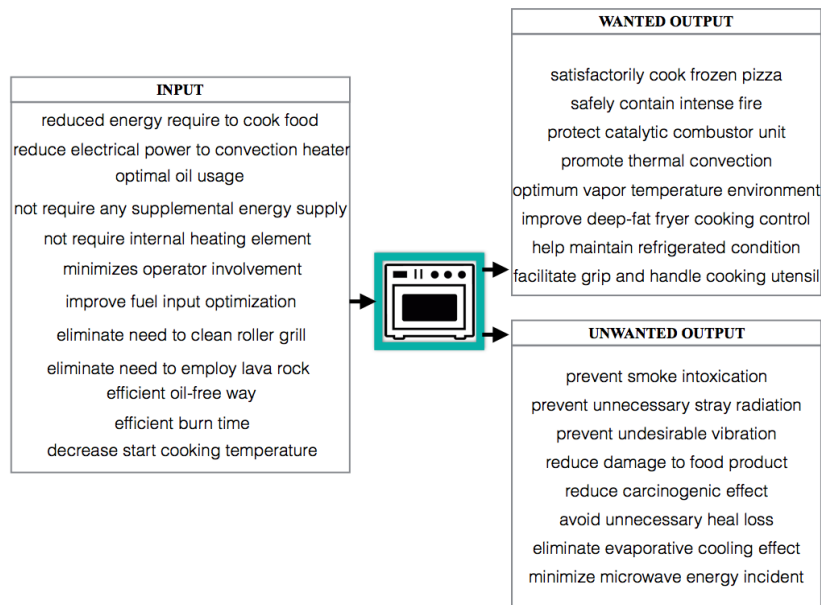 INPUT
reduced energy require to cook food
reduce electrical power to convection heater
optimal oil usage
not require any supplemental energy supply
not require internal heating element
minimizes operator involvement
improve fuel input optimization
eliminate need to clean roller grill
eliminate need to employ lava rock
efficient oil-free way
efficient burn time
decrease start cooking temperature
WANTED OUTPUT
satisfactorily cook frozen pizza
safely contain intense fire
protect catalytic combustor unit
promote thermal convection
optimum vapor temperature environment
improve deep-fat fryer cooking control
help maintain refrigerated condition
facilitate grip and handle cooking utensil
UNWANTED OUTPUT
prevent smoke intoxication
prevent unnecessary stray radiation
prevent undesirable vibration
reduce damage to food product
reduce carcinogenic effect
avoid unnecessary heal loss
eliminate evaporative cooling effect
minimize microwave energy incident